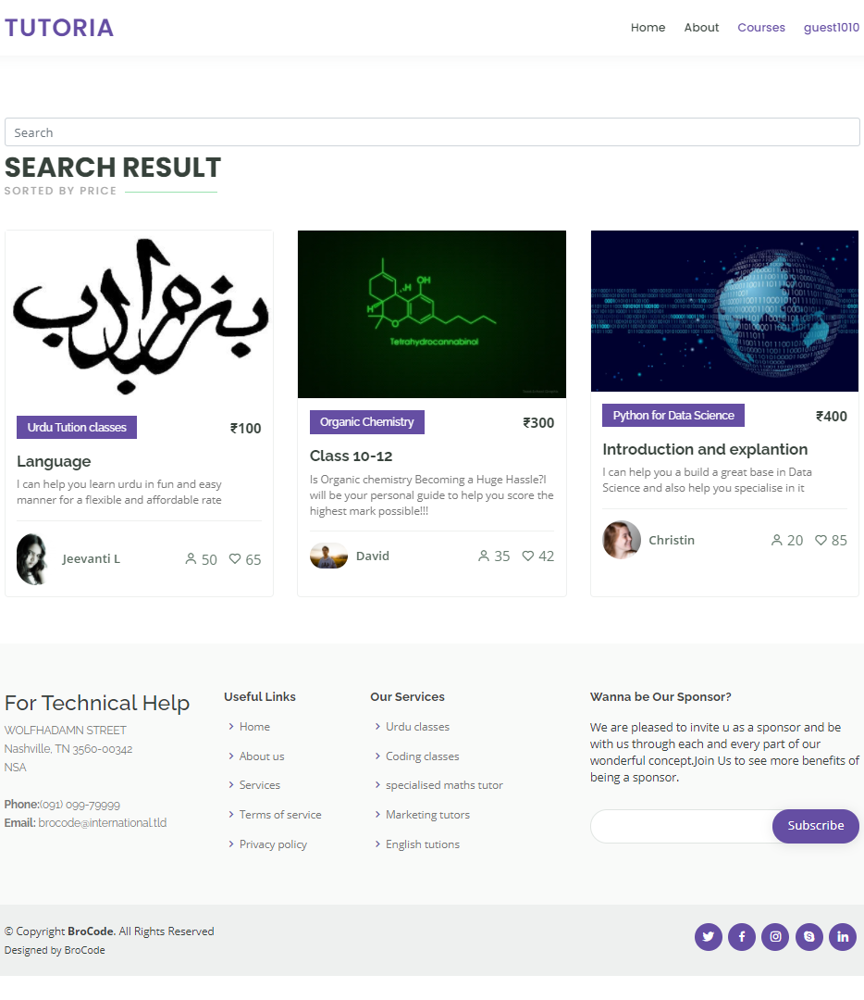 TUTORIA
Home About Courses guest1010
Search
SEARCH RESULT
SORTED BY PRICE
Urdu Tution classes ₹100
Language
I can help you learn urdu in fun and easy
manner for a flexible and affordable rate
Jeevanti L 50 65
OH
H
H
O
Tetrahydrocannabinol
Organic Chemistry ₹300
Class 10-12
Is Organic chemistry Becoming a Huge Hassle?I
will be your personal guide to help you score the
highest mark possible!!!
David 35 42
Python for Data Science ₹400
Introduction and explantion
I can help you a build a great base in Data
Science and also help you specialise in it
Christin 20 85
For Technical Help
WOLFHADAMN STREET
Nashville, TN 3560-00342
NSA
Phone:(091) 099-79999
Email: brocode@international.tld
Useful Links
Home
About us
Services
Terms of service
Privacy policy
Our Services
Urdu classes
Coding classes
specialised maths tutor
Marketing tutors
English tutions
Wanna be Our Sponsor?
We are pleased to invite u as a sponsor and be
with us through each and every part of our
wonderful concept.Join Us to see more benefits of
being a sponsor.
Subscribe
© Copyright BroCode. All Rights Reserved
Designed by BroCode